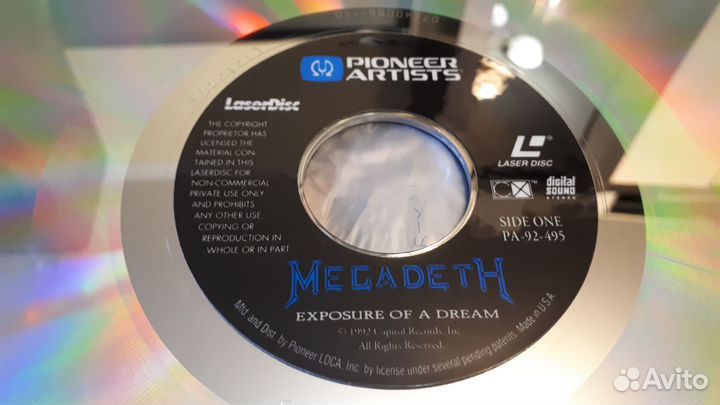 PIONEER
ARTISTS
LaserDisc
THE COPYRIGHT
PROPRIETOR HAS
LICENSED THE
MATERIAL CON
TAINED IN THIS
LASERDISC FOR
NON-COMMERCIAL
PRIVATE USE ONLY
AND PROHIBITS
ANY OTHER USE,
COPYING OR
REPRODUCTION IN
WHOLE OR IN PART.
LASER DISC
CX
digital
SOUND
STEREO
SIDE ONE
PA-92-495
MEGADETH
EXPOSURE OF A DREAM
© 1992 Capitol Records, Inc
All Rights Reserved.
Mfd. and Dist. by Pioneer LDCA, Inc. by license under several pending patents. Made in U.S.A
Avito